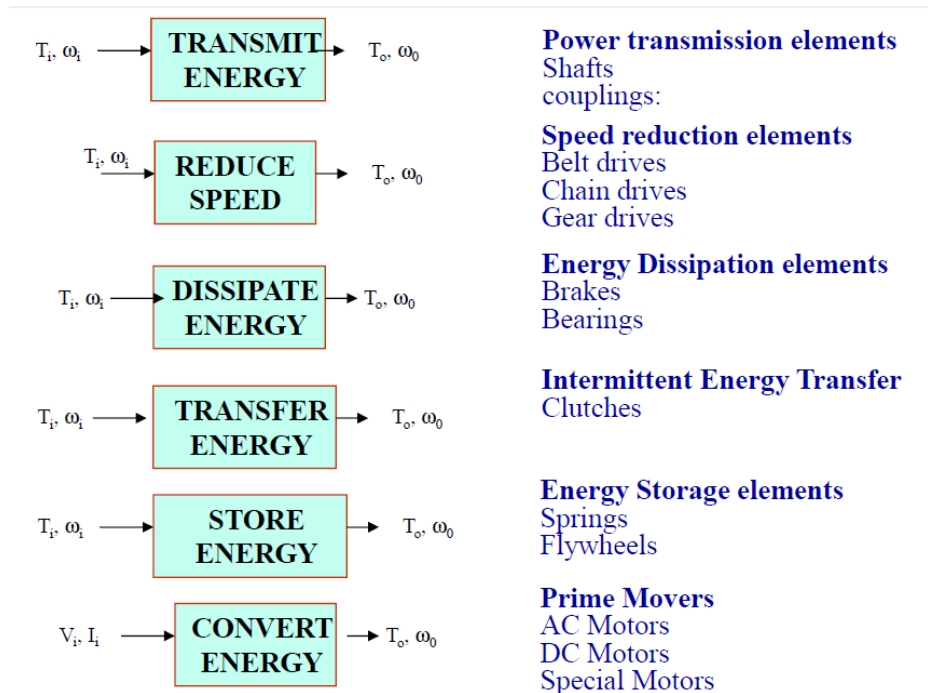 Tᵢ, ωᵢ
TRANSMIT
ENERGY
Tₒ, ω₀
Power transmission elements
Shafts
couplings:
Tᵢ, ωᵢ
REDUCE
SPEED
Tₒ, ω₀
Speed reduction elements
Belt drives
Chain drives
Gear drives
Tᵢ, ωᵢ
DISSIPATE
ENERGY
Tₒ, ω₀
Energy Dissipation elements
Brakes
Bearings
Tᵢ, ωᵢ
TRANSFER
ENERGY
Tₒ, ω₀
Intermittent Energy Transfer
Clutches
Tᵢ, ωᵢ
STORE
ENERGY
Tₒ, ω₀
Energy Storage elements
Springs
Flywheels
Vᵢ, Iᵢ
CONVERT
ENERGY
Tₒ, ω₀
Prime Movers
AC Motors
DC Motors
Special Motors